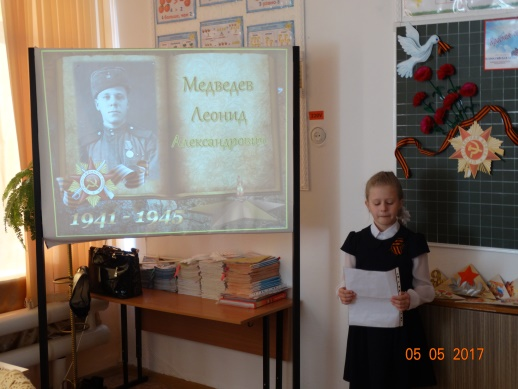 Медведев
Леонид
Александрович
1941 - 1945
05 05 2017